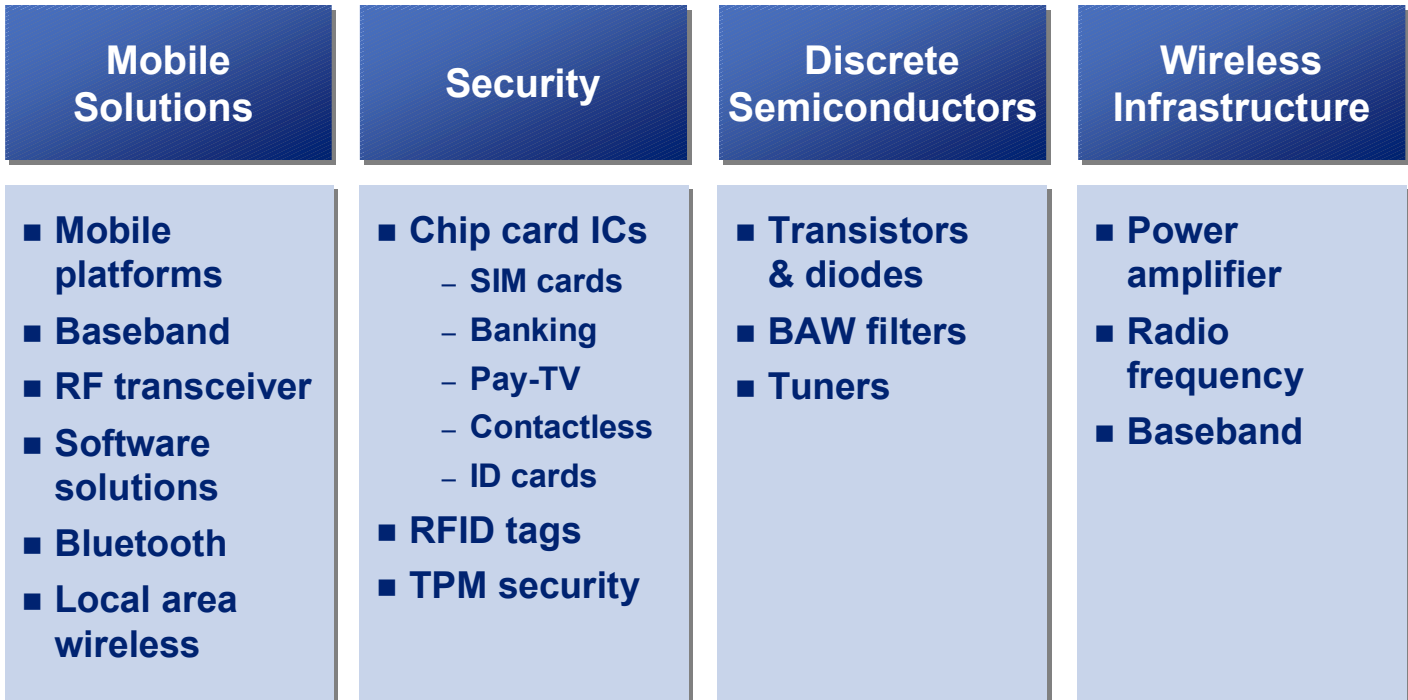 Mobile
Solutions
■ Mobile
platforms
■ Baseband
■ RF transceiver
■ Software
solutions
■ Bluetooth
■ Local area
wireless
Security
■ Chip card ICs
– SIM cards
– Banking
– Pay-TV
– Contactless
– ID cards
■ RFID tags
■ TPM security
Discrete
Semiconductors
■ Transistors
& diodes
■ BAW filters
■ Tuners
Wireless
Infrastructure
■ Power
amplifier
■ Radio
frequency
■ Baseband